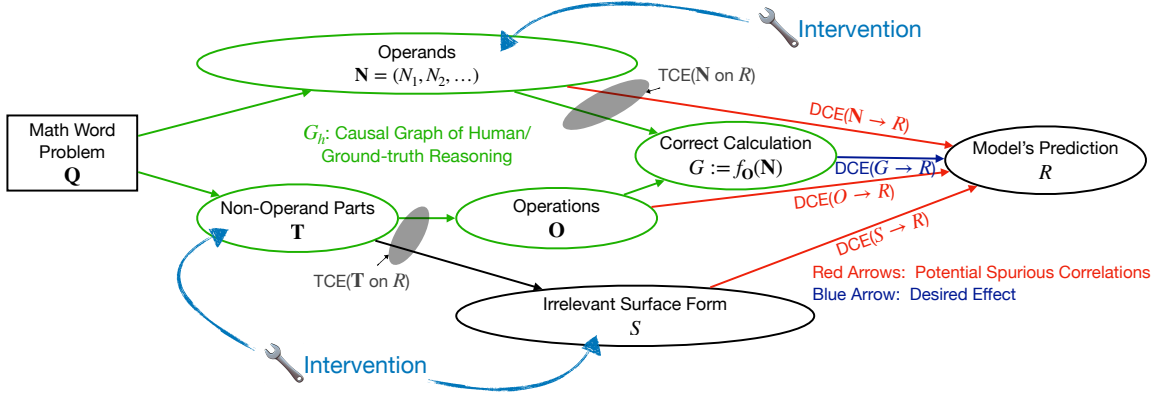 Intervention
Operands
N = (N₁, N₂, …)
TCE(N on R)
Math Word
Problem
Q
Gₕ: Causal Graph of Human/
Ground-truth Reasoning
DCE(N → R)
Correct Calculation
G := f_O(N)
DCE(G → R)
Model's Prediction
R
Non-Operand Parts
T
Operations
O
DCE(O → R)
DCE(S → R)
TCE(T on R)
Red Arrows: Potential Spurious Correlations
Blue Arrow: Desired Effect
Irrelevant Surface Form
S
Intervention